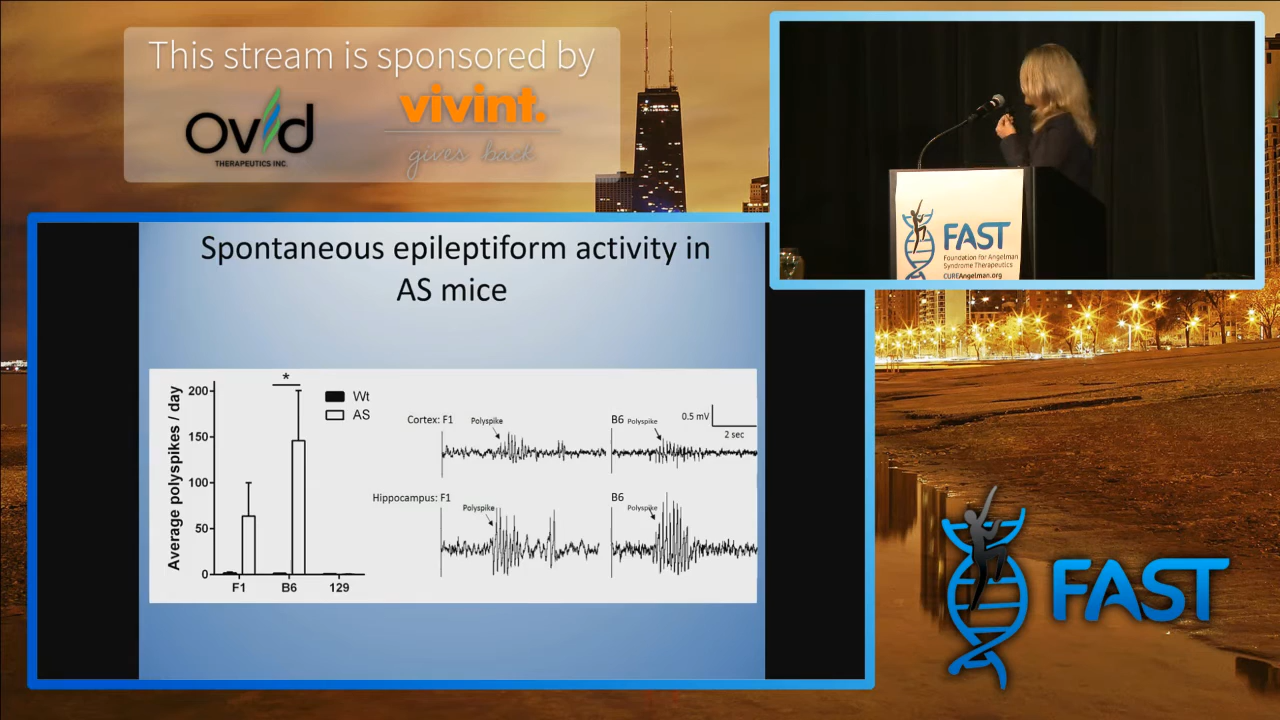 This stream is sponsored by
ovid
THERAPEUTICS INC.
vivint.
gives back
FAST
Foundation for Angelman
Syndrome Therapeutics
CUREAngelman.org
Spontaneous epileptiform activity in
AS mice
Average polyspikes / day
200
150
100
50
0
*
Wt
AS
F1
B6
129
Cortex: F1
Polyspike
B6
Polyspike
0.5 mV
2 sec
Hippocampus: F1
Polyspike
B6
Polyspike
FAST